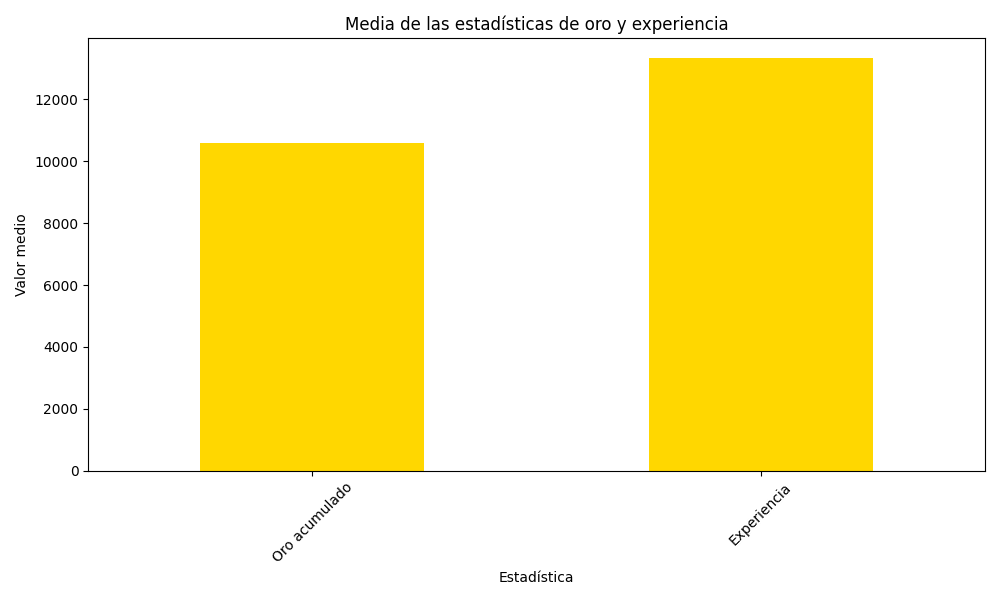 Media de las estadísticas de oro y experiencia
Valor medio
12000
10000
8000
6000
4000
2000
0
Oro acumulado
Experiencia
Estadística